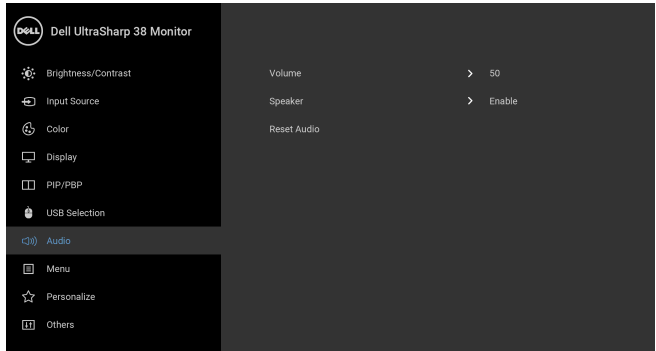 DELL Dell UltraSharp 38 Monitor
Brightness/Contrast
Volume 50
Input Source
Speaker Enable
Color
Reset Audio
Display
PIP/PBP
USB Selection
Audio
Menu
Personalize
Others